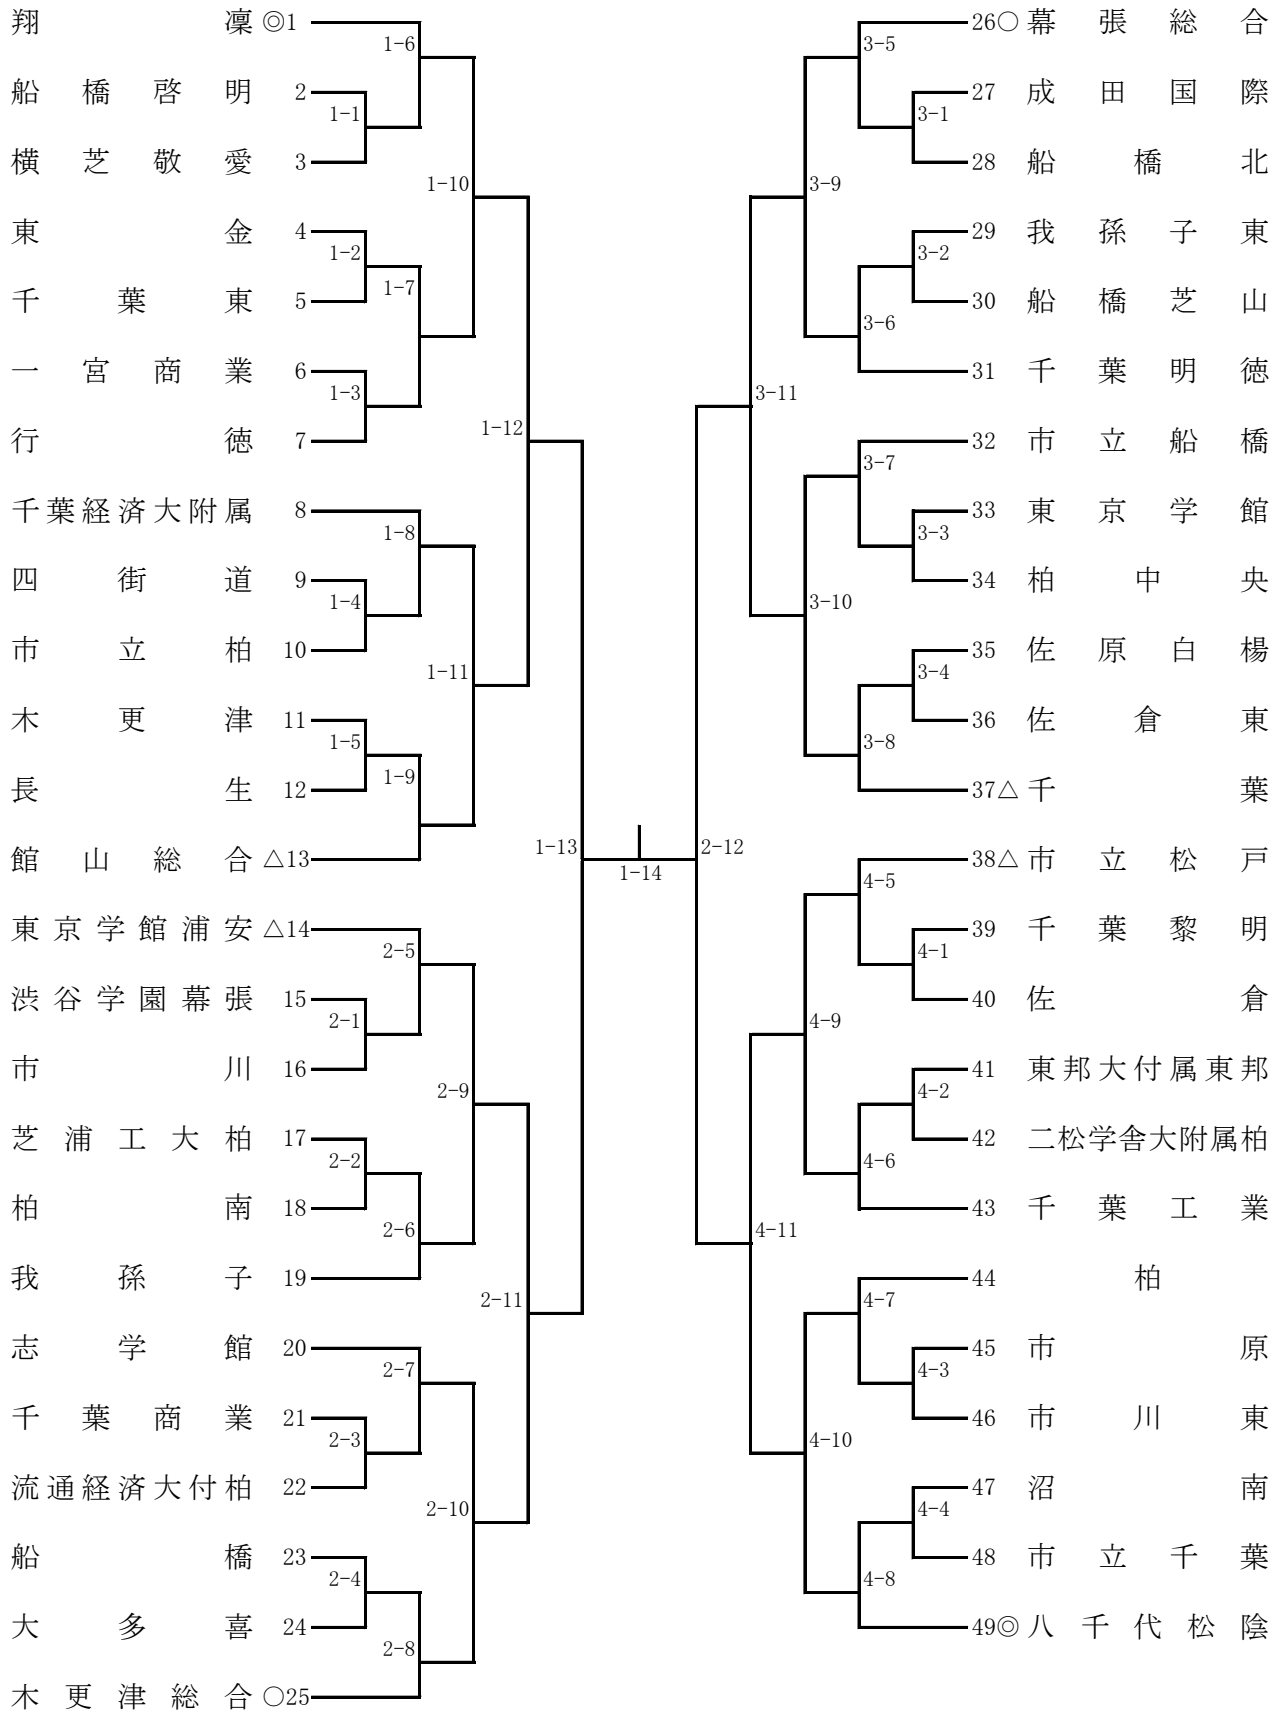 翔凜 ◎1
1-6
船橋啓明 2
1-1
横芝敬愛 3
1-10
東金 4
1-2
千葉東 5
1-7
一宮商業 6
1-3
行徳 7
1-12
千葉経済大附属 8
1-8
四街道 9
1-4
市立柏 10
1-11
木更津 11
1-5
長生 12
1-9
館山総合 △13
1-13
東京学館浦安 △14
2-5
渋谷学園幕張 15
2-1
市川 16
2-9
芝浦工大柏 17
2-2
柏南 18
2-6
我孫子 19
2-11
志学館 20
2-7
千葉商業 21
2-3
流通経済大付柏 22
2-10
船橋 23
2-4
大多喜 24
2-8
木更津総合 ○25
1-14
26○ 幕張総合
3-5
27 成田国際
3-1
28 船橋北
3-9
29 我孫子東
3-2
30 船橋芝山
3-6
31 千葉明徳
3-11
32 市立船橋
3-7
33 東京学館
3-3
34 柏中央
3-10
35 佐原白楊
3-4
36 佐倉東
3-8
37△ 千葉
2-12
38△ 市立松戸
4-5
39 千葉黎明
4-1
40 佐倉
4-9
41 東邦大付属東邦
4-2
42 二松学舎大附属柏
4-6
43 千葉工業
4-11
44 柏
4-7
45 市原
4-3
46 市川東
4-10
47 沼南
4-4
48 市立千葉
4-8
49◎ 八千代松陰